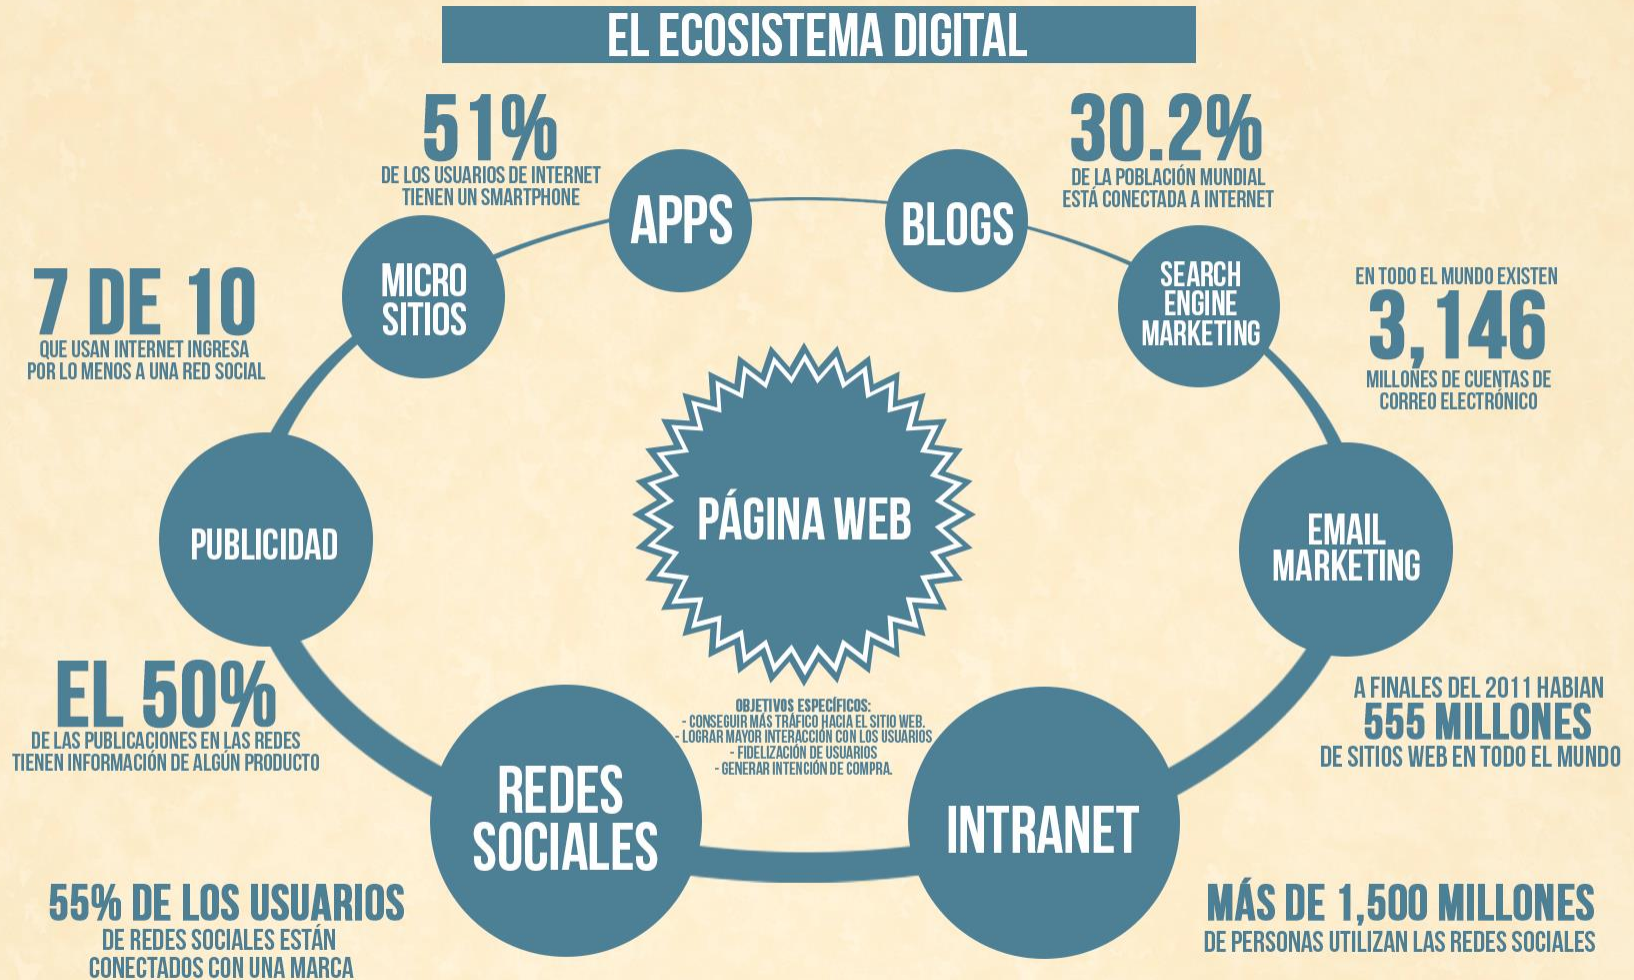 EL ECOSISTEMA DIGITAL
51%
DE LOS USUARIOS DE INTERNET
TIENEN UN SMARTPHONE
APPS
BLOGS
30.2%
DE LA POBLACIÓN MUNDIAL
ESTÁ CONECTADA A INTERNET
MICRO
SITIOS
SEARCH
ENGINE
MARKETING
7 DE 10
QUE USAN INTERNET INGRESA
POR LO MENOS A UNA RED SOCIAL
EN TODO EL MUNDO EXISTEN
3,146
MILLONES DE CUENTAS DE
CORREO ELECTRÓNICO
PUBLICIDAD
PÁGINA WEB
EMAIL
MARKETING
EL 50%
DE LAS PUBLICACIONES EN LAS REDES
TIENEN INFORMACIÓN DE ALGÚN PRODUCTO
OBJETIVOS ESPECÍFICOS:
- CONSEGUIR MÁS TRÁFICO HACIA EL SITIO WEB.
- LOGRAR MAYOR INTERACCIÓN CON LOS USUARIOS
- FIDELIZACIÓN DE USUARIOS
- GENERAR INTENCIÓN DE COMPRA.
A FINALES DEL 2011 HABIAN
555 MILLONES
DE SITIOS WEB EN TODO EL MUNDO
REDES
SOCIALES
INTRANET
55% DE LOS USUARIOS
DE REDES SOCIALES ESTÁN
CONECTADOS CON UNA MARCA
MÁS DE 1,500 MILLONES
DE PERSONAS UTILIZAN LAS REDES SOCIALES